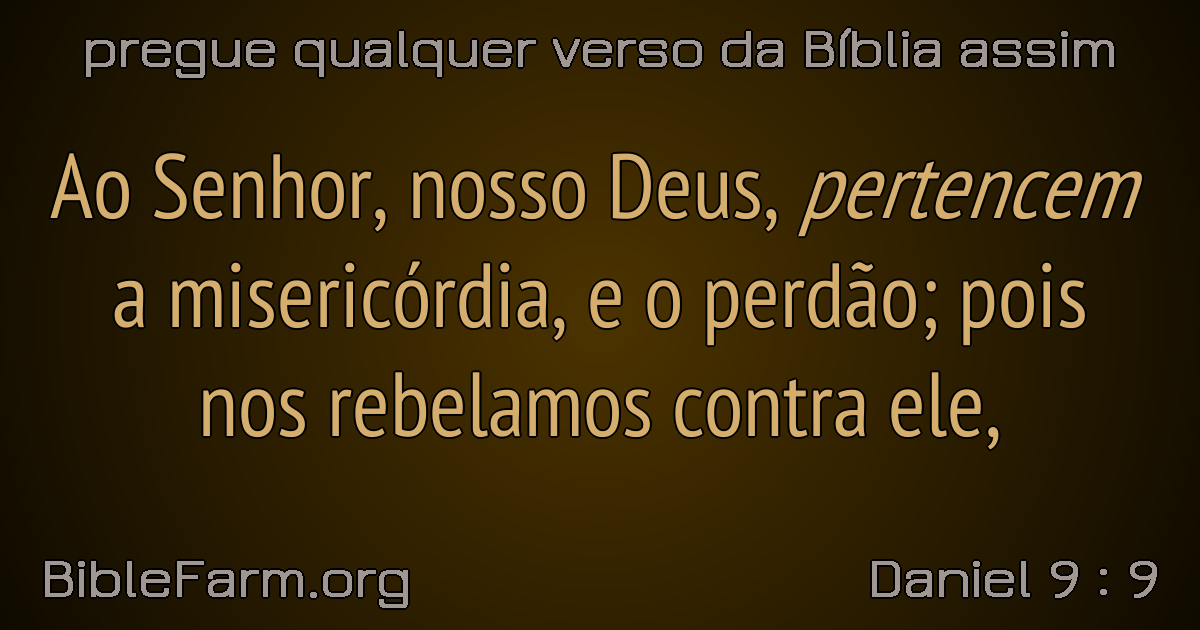 pregue qualquer verso da Bíblia assim
Ao Senhor, nosso Deus, pertencem
a misericórdia, e o perdão; pois
nos rebelamos contra ele,
BibleFarm.org
Daniel 9 : 9